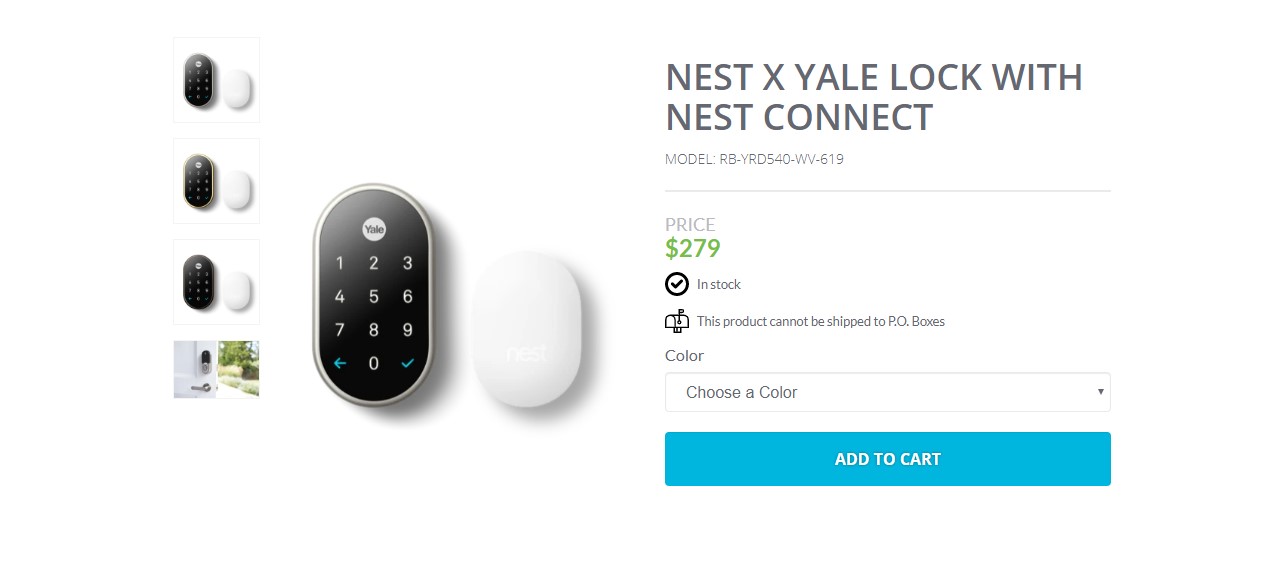 NEST X YALE LOCK WITH
NEST CONNECT
MODEL: RB-YRD540-WV-619
PRICE
$279
In stock
This product cannot be shipped to P.O. Boxes
Color
Choose a Color
ADD TO CART
Yale
1 2 3
4 5 6
7 8 9
0
nest